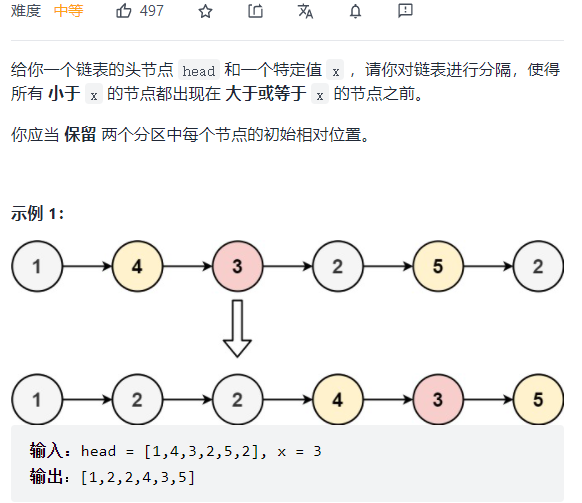 难度 中等 497
给你一个链表的头节点 head 和一个特定值 x ，请你对链表进行分隔，使得
所有 小于 x 的节点都出现在 大于或等于 x 的节点之前。
你应当 保留 两个分区中每个节点的初始相对位置。
示例 1：
1 4 3 2 5 2
1 2 2 4 3 5
输入：head = [1,4,3,2,5,2], x = 3
输出：[1,2,2,4,3,5]